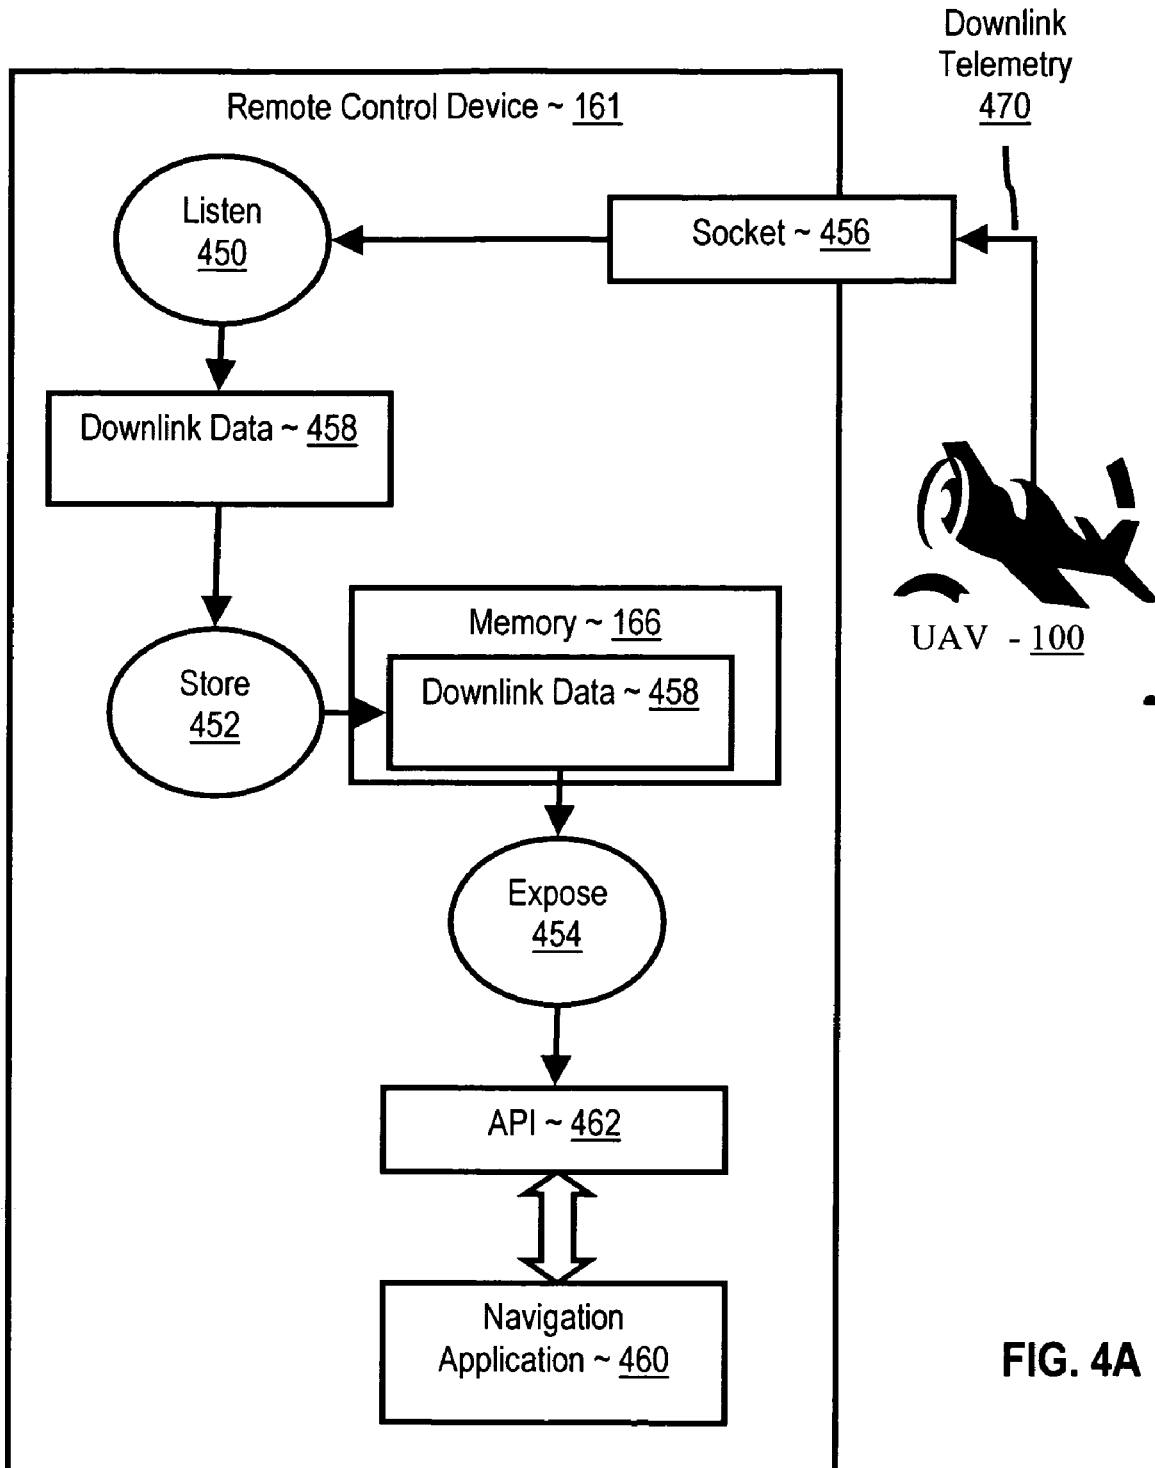 Downlink
Telemetry
470
Remote Control Device ~ 161
Listen
450
Socket ~ 456
Downlink Data ~ 458
Memory ~ 166
Store
452
Downlink Data ~ 458
UAV - 100
Expose
454
API ~ 462
Navigation
Application ~ 460
FIG. 4A